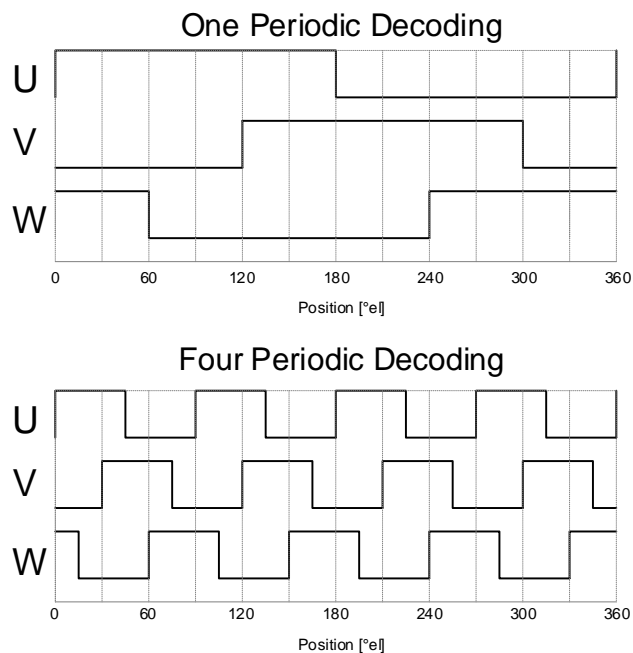 One Periodic Decoding
U
V
W
0 60 120 180 240 300 360
Position [°el]
Four Periodic Decoding
U
V
W
0 60 120 180 240 300 360
Position [°el]